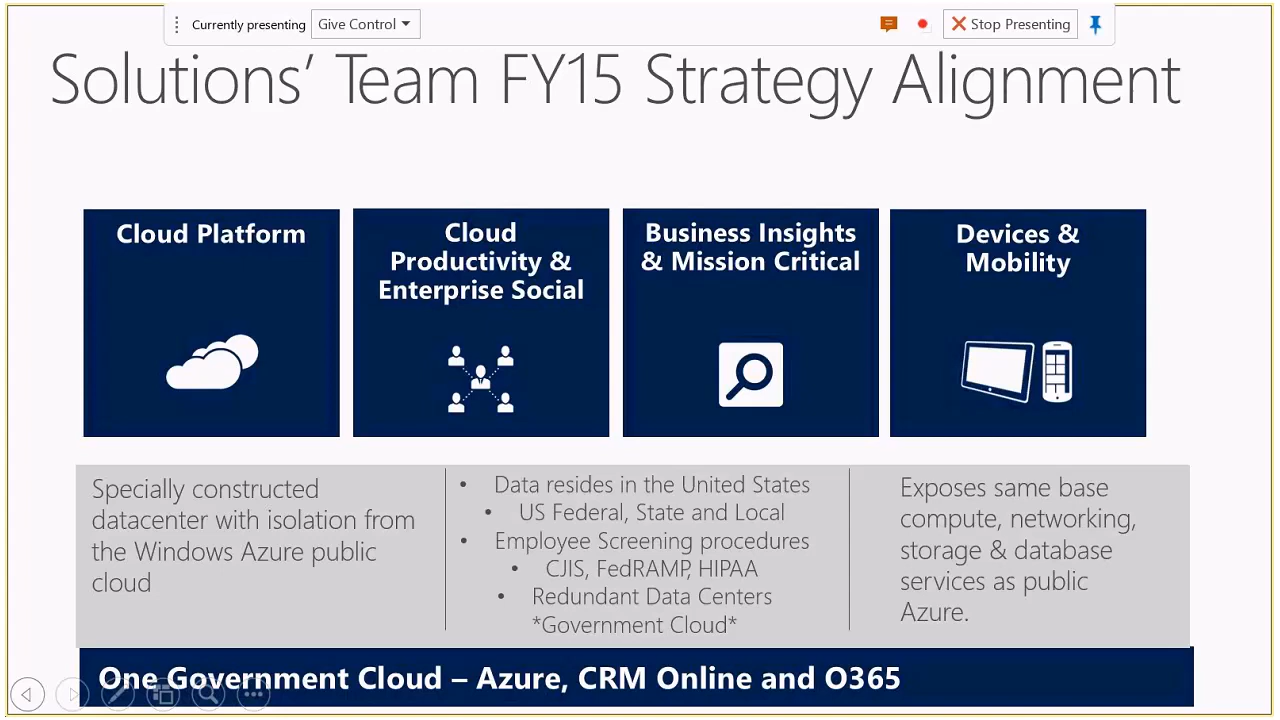 Currently presenting
Give Control
Stop Presenting
Solutions’ Team FY15 Strategy Alignment
Cloud Platform
Cloud
Productivity &
Enterprise Social
Business Insights
& Mission Critical
Devices &
Mobility
Specially constructed
datacenter with isolation from
the Windows Azure public
cloud
• Data resides in the United States
• US Federal, State and Local
• Employee Screening procedures
• CJIS, FedRAMP, HIPAA
• Redundant Data Centers
*Government Cloud*
Exposes same base
compute, networking,
storage & database
services as public
Azure.
One Government Cloud – Azure, CRM Online and O365